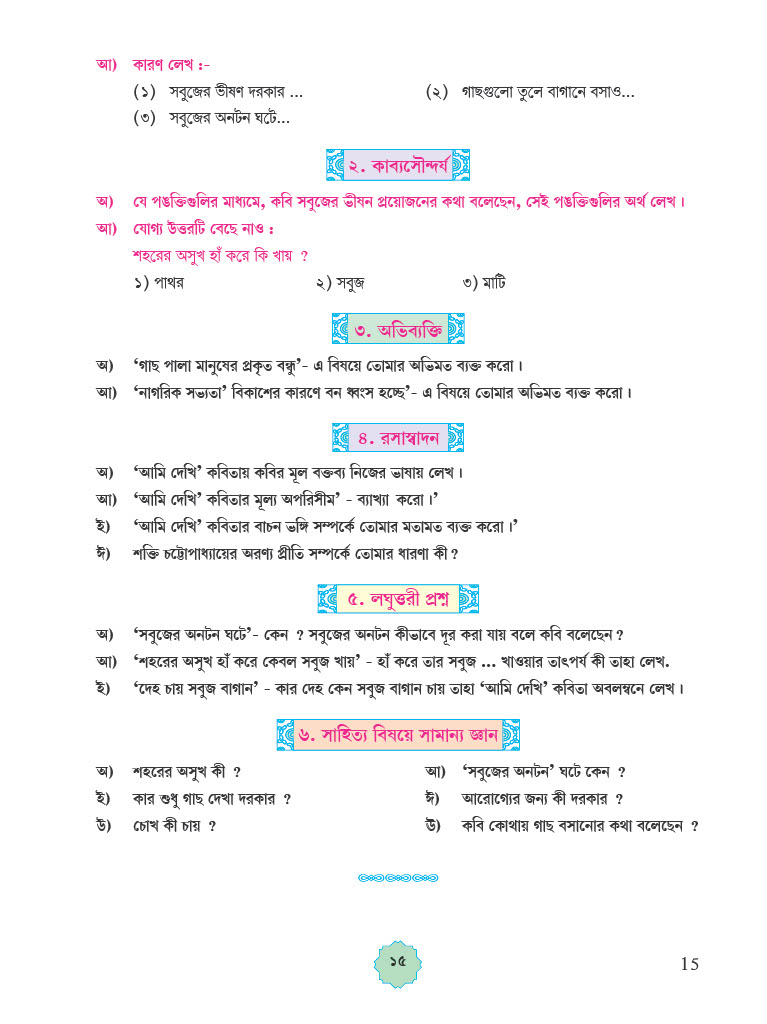 আ) কারণ লেখ :-
(১) সবুজের ভীষণ দরকার ... (২) গাছগুলো তুলে বাগানে বসাও...
(৩) সবুজের অনটন ঘটে...
২. কাব্যসৌন্দর্য
অ) যে পঙক্তিগুলির মাধ্যমে, কবি সবুজের ভীষন প্রয়োজনের কথা বলেছেন, সেই পঙক্তিগুলির অর্থ লেখ।
আ) যোগ্য উত্তরটি বেছে নাও :
শহরের অসুখ হাঁ করে কি খায় ?
১) পাথর ২) সবুজ ৩) মাটি
৩. অভিব্যক্তি
অ) ‘গাছ পালা মানুষের প্রকৃত বন্ধু’- এ বিষয়ে তোমার অভিমত ব্যক্ত করো।
আ) ‘নাগরিক সভ্যতা’ বিকাশের কারণে বন ধ্বংস হচ্ছে’- এ বিষয়ে তোমার অভিমত ব্যক্ত করো।
৪. রসাস্বাদন
অ) ‘আমি দেখি’ কবিতায় কবির মূল বক্তব্য নিজের ভাষায় লেখ।
আ) ‘আমি দেখি’ কবিতার মূল্য অপরিসীম’ - ব্যাখ্যা করো।’
ই) ‘আমি দেখি’ কবিতার বাচন ভঙ্গি সম্পর্কে তোমার মতামত ব্যক্ত করো।’
ঈ) শক্তি চট্টোপাধ্যায়ের অরণ্য প্রীতি সম্পর্কে তোমার ধারণা কী?
৫. লঘুত্তরী প্রশ্ন
অ) ‘সবুজের অনটন ঘটে’- কেন ? সবুজের অনটন কীভাবে দূর করা যায় বলে কবি বলেছেন?
আ) ‘শহরের অসুখ হাঁ করে কেবল সবুজ খায়’ - হাঁ করে তার সবুজ ... খাওয়ার তাৎপর্য কী তাহা লেখ.
ই) ‘দেহ চায় সবুজ বাগান’ - কার দেহ কেন সবুজ বাগান চায় তাহা ‘আমি দেখি’ কবিতা অবলম্বনে লেখ।
৬. সাহিত্য বিষয়ে সামান্য জ্ঞান
অ) শহরের অসুখ কী ? আ) ‘সবুজের অনটন’ ঘটে কেন ?
ই) কার শুধু গাছ দেখা দরকার ? ঈ) আরোগ্যের জন্য কী দরকার ?
উ) চোখ কী চায় ? ঊ) কবি কোথায় গাছ বসানোর কথা বলেছেন ?
১৫ 15